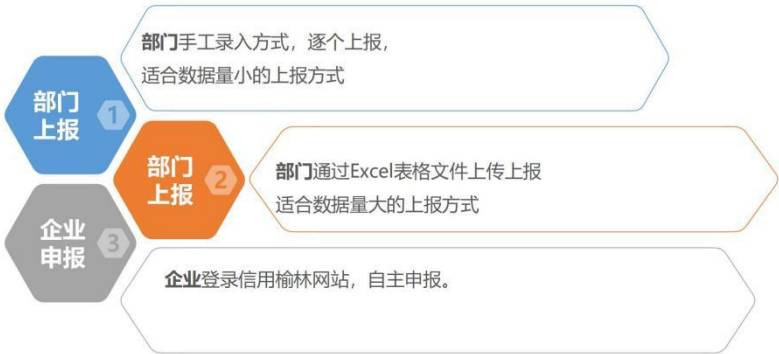 部门手工录入方式，逐个上报，
适合数据量小的上报方式
部门
上报
1
部门
上报
2
部门通过Excel表格文件上传上报
适合数据量大的上报方式
企业
申报
3
企业登录信用榆林网站，自主申报。